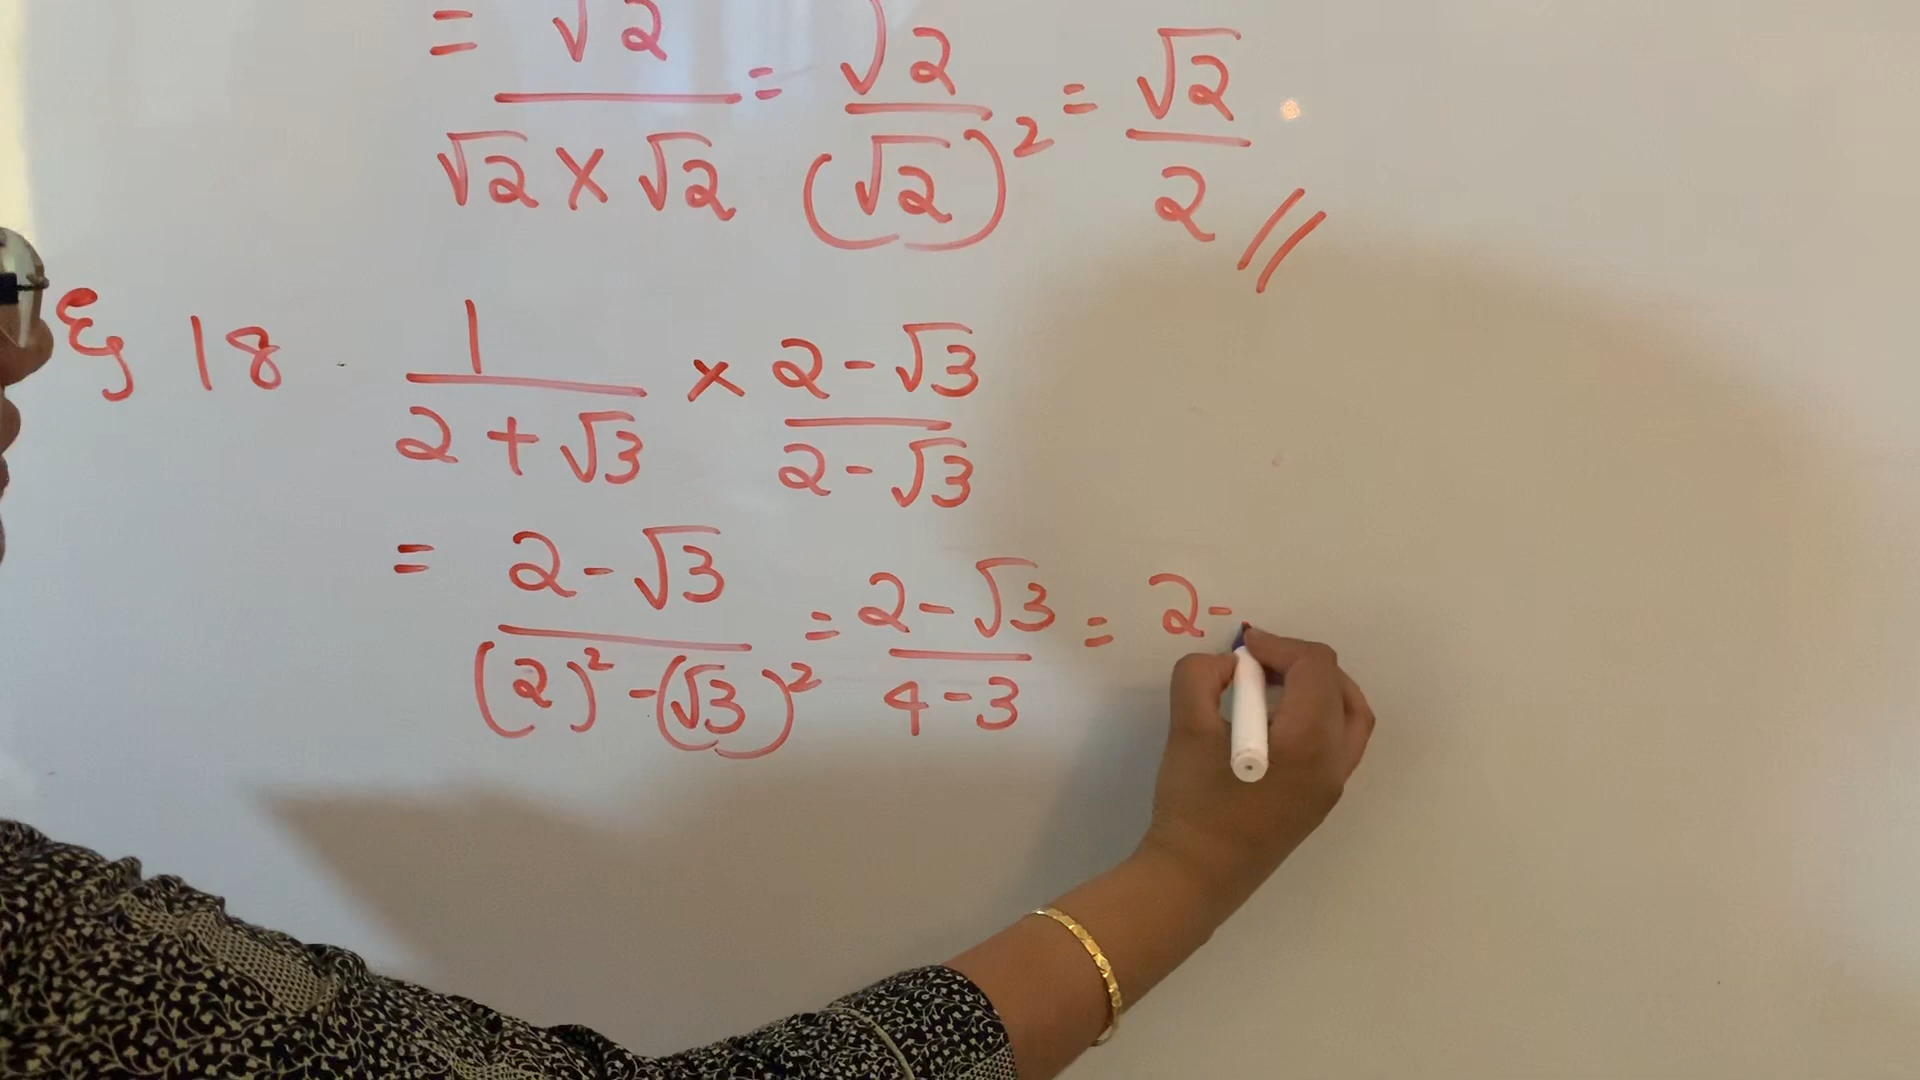 = √2 / √2 × √2 = √2 / (√2)² = √2 / 2 //
Eg 18 1 / 2 + √3 × 2 - √3 / 2 - √3
= 2 - √3 / (2)² - (√3)² = 2 - √3 / 4 - 3 = 2 -